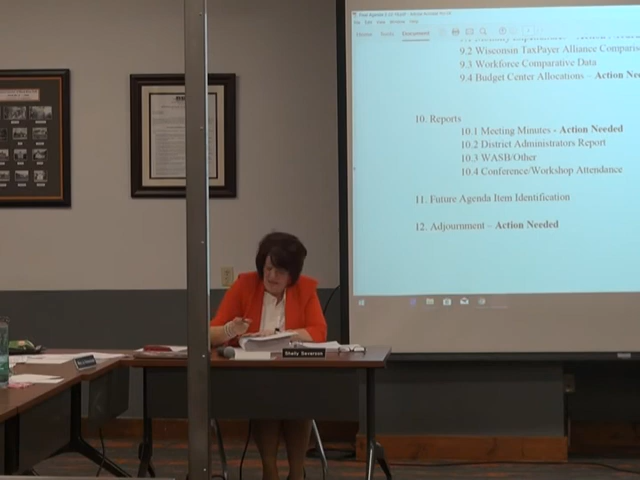 9.2 Wisconsin TaxPayer Alliance Comparis
9.3 Workforce Comparative Data
9.4 Budget Center Allocations – Action Nee
10. Reports
10.1 Meeting Minutes - Action Needed
10.2 District Administrators Report
10.3 WASB/Other
10.4 Conference/Workshop Attendance
11. Future Agenda Item Identification
12. Adjournment – Action Needed
Shelly Severson